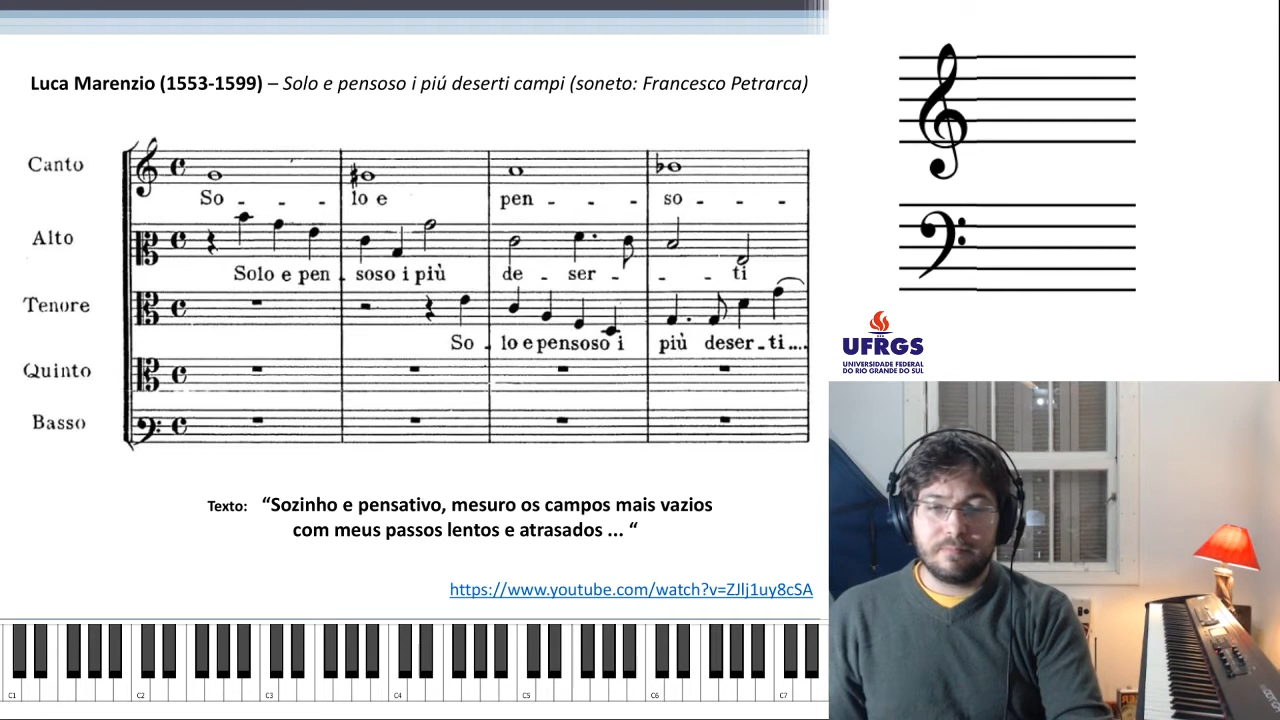 Luca Marenzio (1553-1599) – Solo e pensoso i piú deserti campi (soneto: Francesco Petrarca)
Canto
So - - - lo e pen - - - so - - -
Alto
Solo e pen - soso i più de - ser - - - ti
Tenore
So - lo e pensoso i più deser - ti ....
Quinto
Basso
Texto: “Sozinho e pensativo, mesuro os campos mais vazios
com meus passos lentos e atrasados ... “
https://www.youtube.com/watch?v=ZJlj1uy8cSA
C1 C2 C3 C4 C5 C6 C7
UFRGS
UNIVERSIDADE FEDERAL
DO RIO GRANDE DO SUL